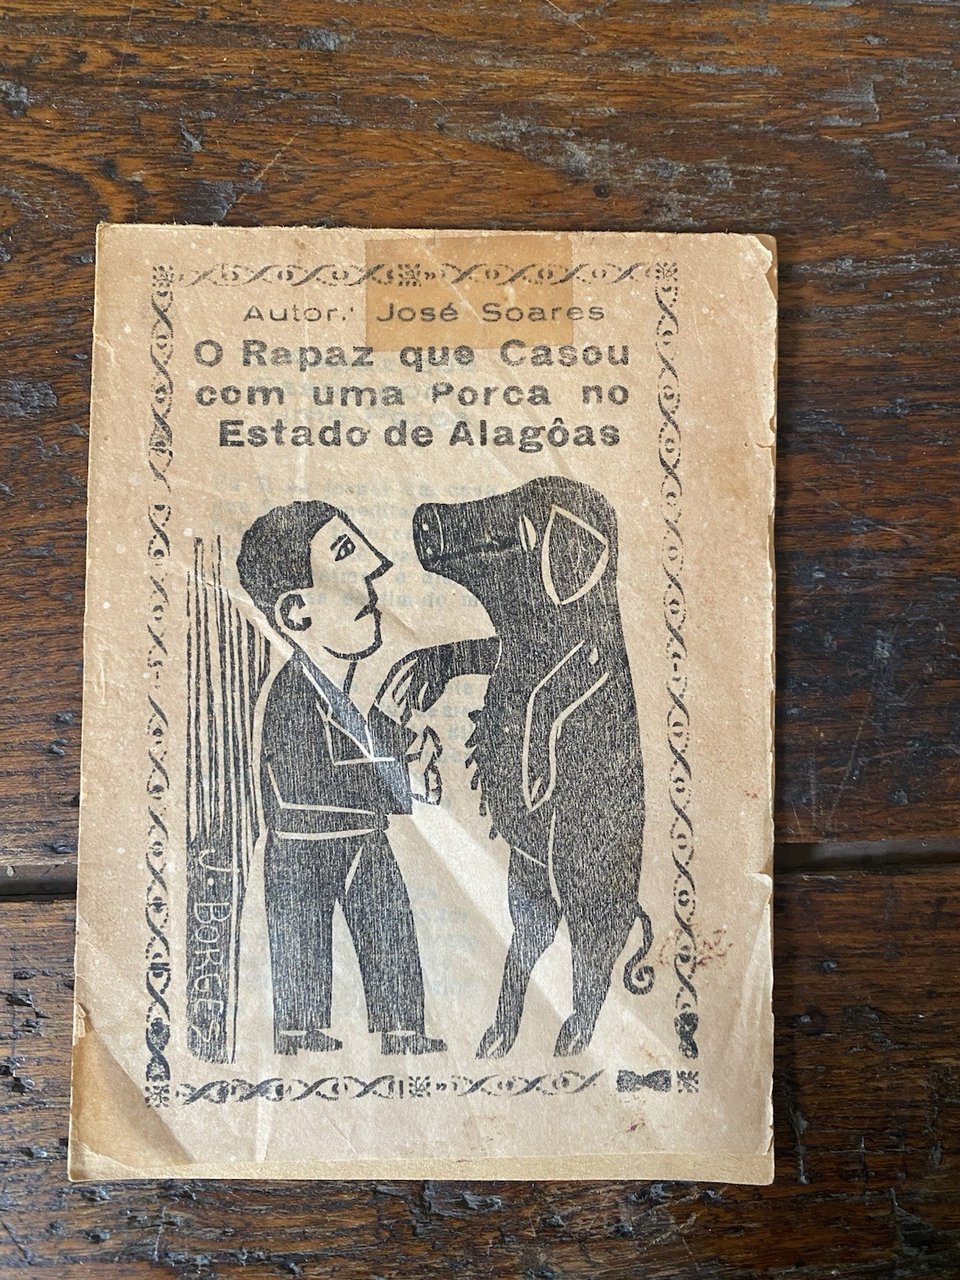 Autor: José Soares
O Rapaz que Casou
com uma Porca no
Estado de Alagôas
J. BORGES